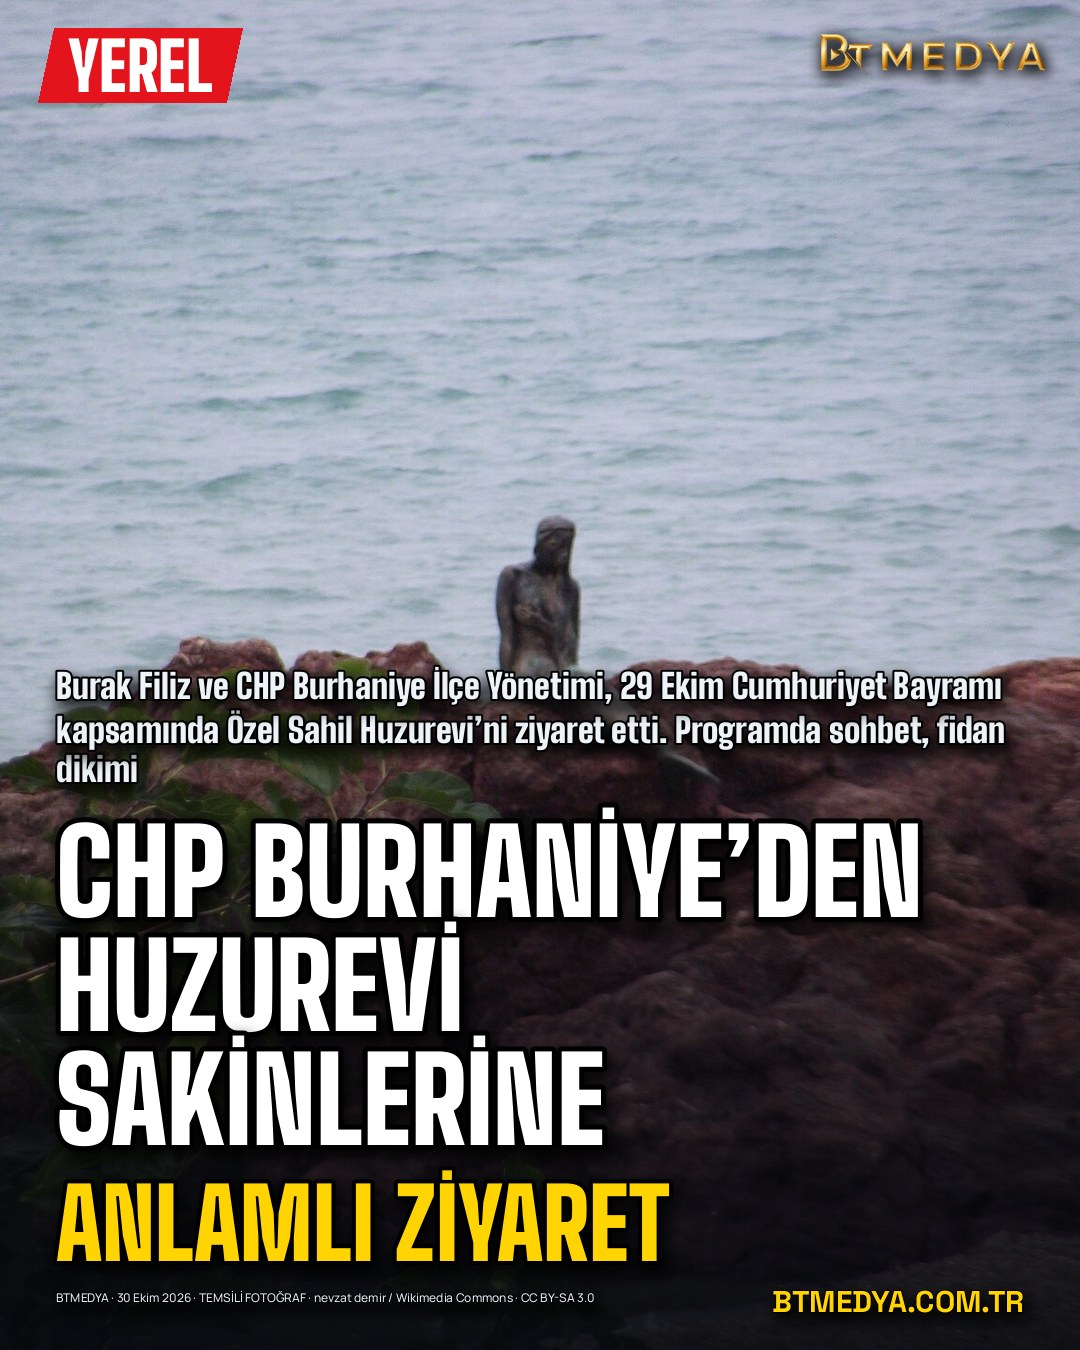 YEREL
BTMEDYA
Burak Filiz ve CHP Burhaniye İlçe Yönetimi, 29 Ekim Cumhuriyet Bayramı
kapsamında Özel Sahil Huzurevi’ni ziyaret etti. Programda sohbet, fidan
dikimi
CHP BURHANİYE’DEN
HUZUREVİ
SAKİNLERİNE
ANLAMLI ZİYARET
BTMEDYA · 30 Ekim 2026 · TEMSİLİ FOTOĞRAF · nevzat demir / Wikimedia Commons · CC BY-SA 3.0
BTMEDYA.COM.TR